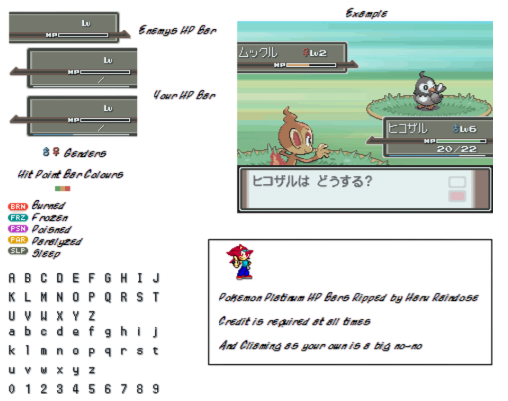 Lv
HP
Enemys HP Bar
Lv
HP
/
Your HP Bar
Lv
HP
/
Genders
Hit Point Bar Colours
BRN Burned
FRZ Frozen
PSN Poisned
PAR Paralyzed
SLP Sleep
A B C D E F G H I J
K L M N O P Q R S T
U V W X Y Z
a b c d e f g h i j
k l m n o p q r s t
u v w x y z
0 1 2 3 4 5 6 7 8 9
Example
ムックル ♀Lv2
HP
ヒコザル ♂Lv6
HP
20/22
ヒコザルは どうする?
Pokemon Platinum HP Bars Ripped by Haru Raindose
Credit is required at all times
And Cliaming as your own is a big no-no